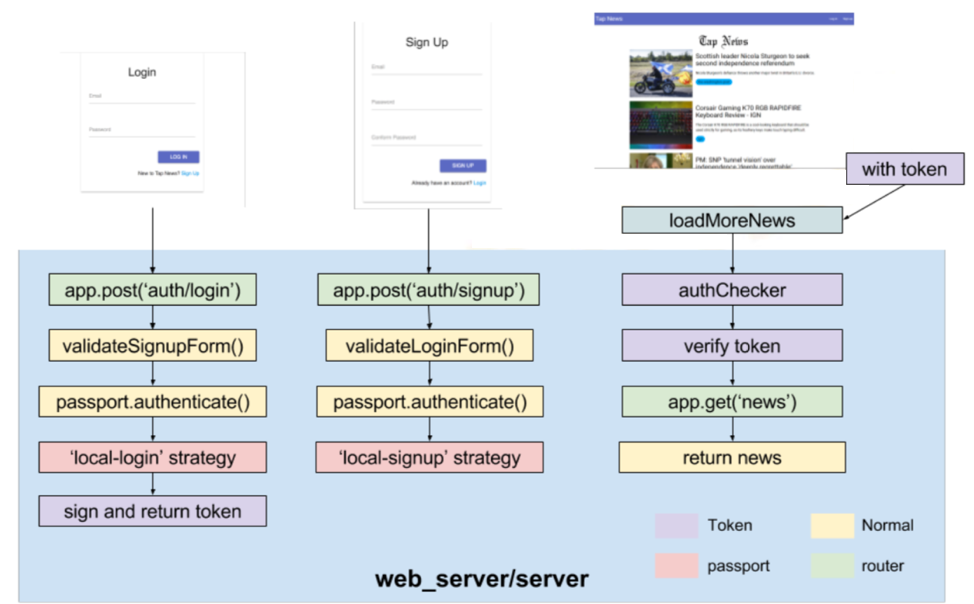 Login
Email
Password
LOG IN
New to Tap News? Sign Up
Sign Up
Email
Password
Confirm Password
SIGN UP
Already have an account? Login
Tap News
Tap News
Scottish leader Nicola Sturgeon to seek
second independence referendum
Corsair Gaming K70 RGB RAPIDFIRE
Keyboard Review - IGN
PM: SNP 'tunnel vision' over
independence 'deeply regrettable'
with token
loadMoreNews
app.post(‘auth/login’)
validateSignupForm()
passport.authenticate()
‘local-login’ strategy
sign and return token
app.post(‘auth/signup’)
validateLoginForm()
passport.authenticate()
‘local-signup’ strategy
authChecker
verify token
app.get(‘news’)
return news
Token
Normal
passport
router
web_server/server